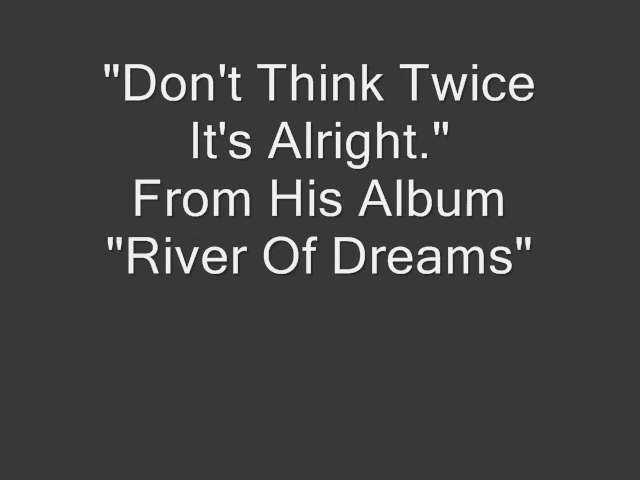 "Don't Think Twice
It's Alright."
From His Album
"River Of Dreams"